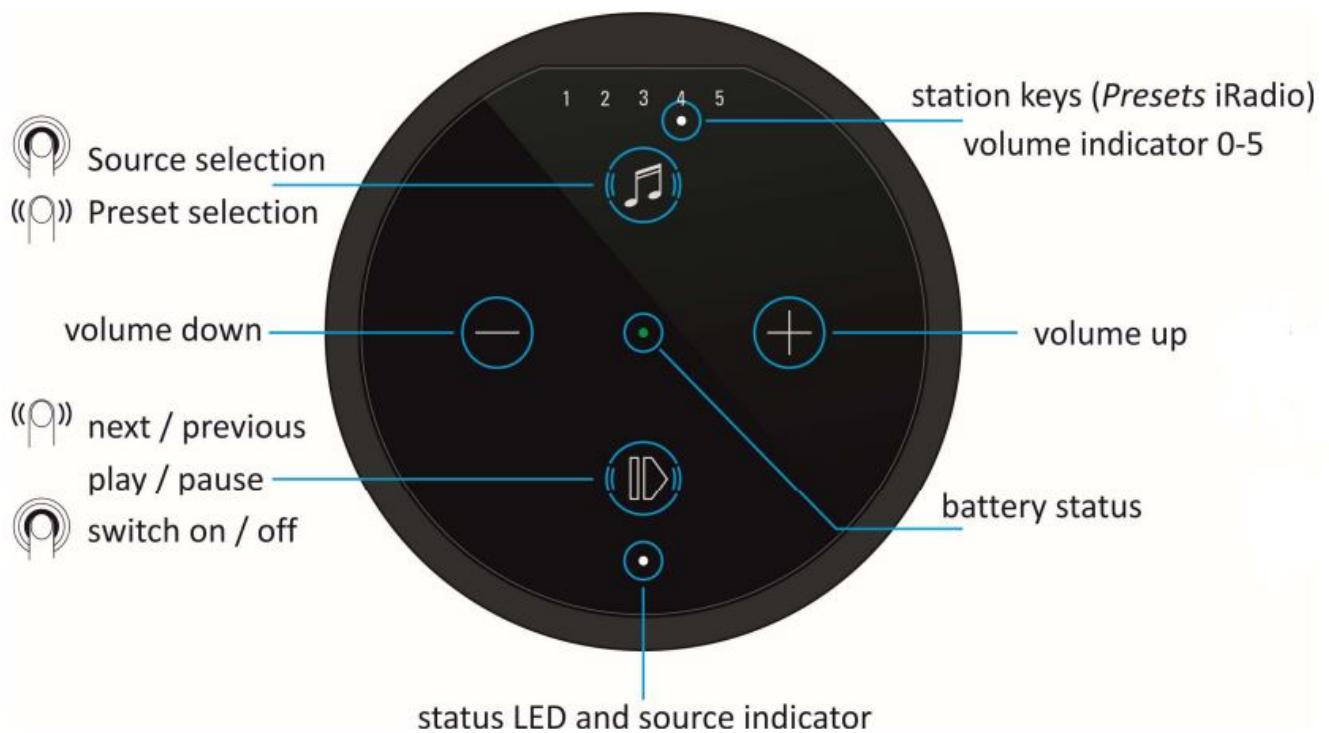 1 2 3 4 5
station keys (Presets iRadio)
volume indicator 0-5
Source selection
Preset selection
volume down
volume up
next / previous
play / pause
switch on / off
battery status
status LED and source indicator